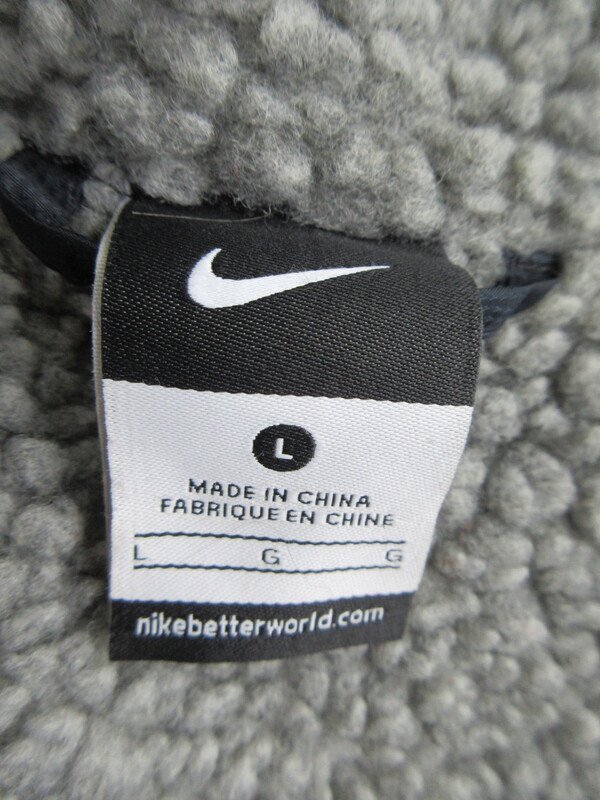 L
MADE IN CHINA
FABRIQUE EN CHINE
L G G
nikebetterworld.com